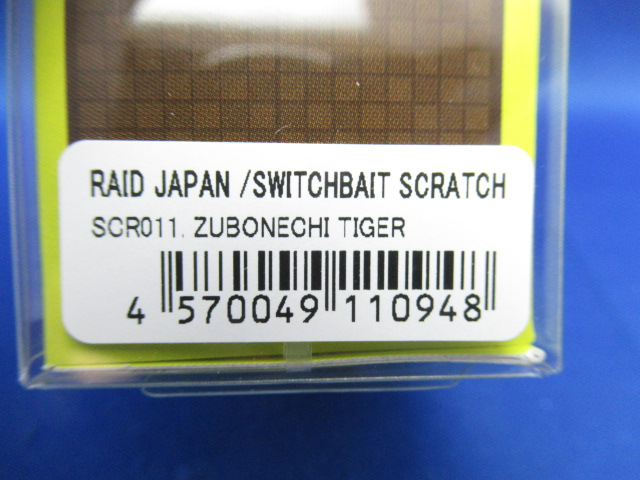 RAID JAPAN /SWITCHBAIT SCRATCH
SCR011. ZUBONECHI TIGER
4 570049 110948